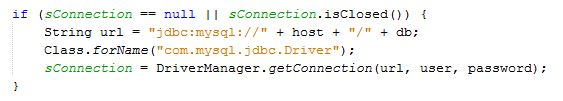 if (sConnection == null || sConnection.isClosed()) {
    String url = "jdbc:mysql://" + host + "/" + db;
    Class.forName("com.mysql.jdbc.Driver");
    sConnection = DriverManager.getConnection(url, user, password);
}